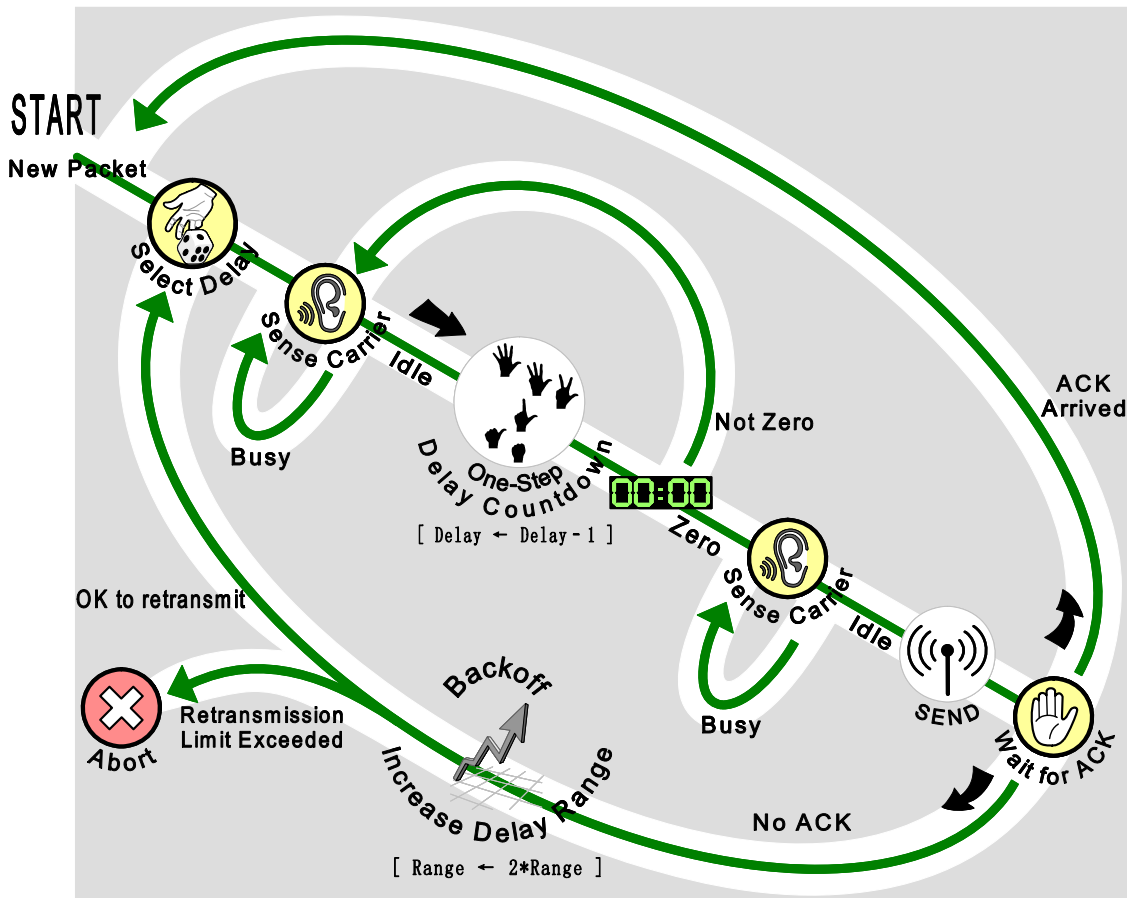 START
New Packet
Select Delay
Sense Carrier
Idle
Busy
One-Step
Delay Countdown
[ Delay ← Delay-1 ]
Not Zero
00:00
Zero
Sense Carrier
Idle
Busy
SEND
Wait for ACK
ACK
Arrived
No ACK
Backoff
Increase Delay Range
[ Range ← 2*Range ]
OK to retransmit
Retransmission
Limit Exceeded
Abort